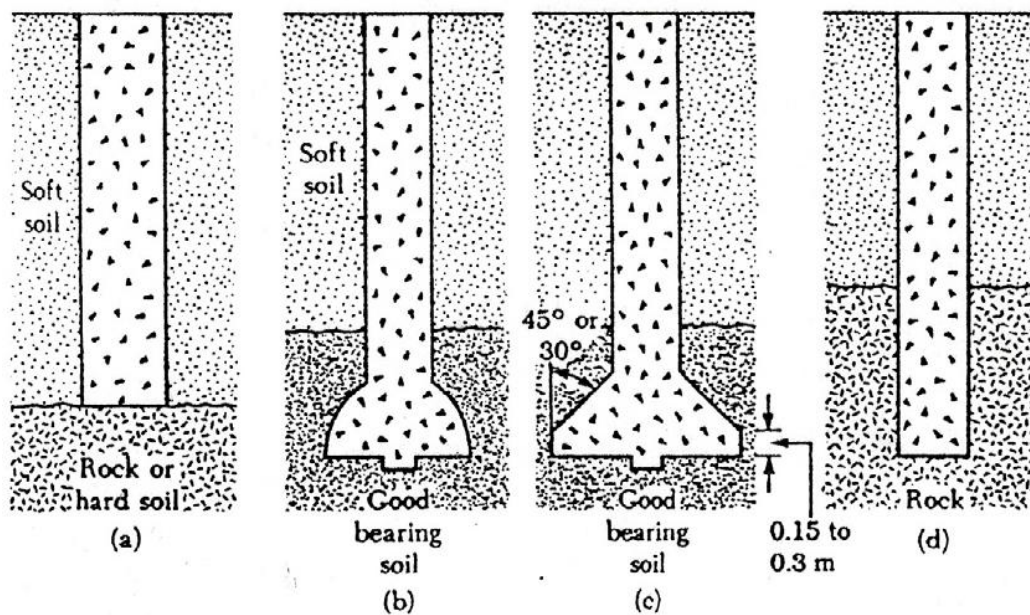 Soft
soil
Rock or
hard soil
(a)
Soft
soil
Good
bearing
soil
(b)
45° or
30°
Good
bearing
soil
(c)
0.15 to
0.3 m
Rock
(d)